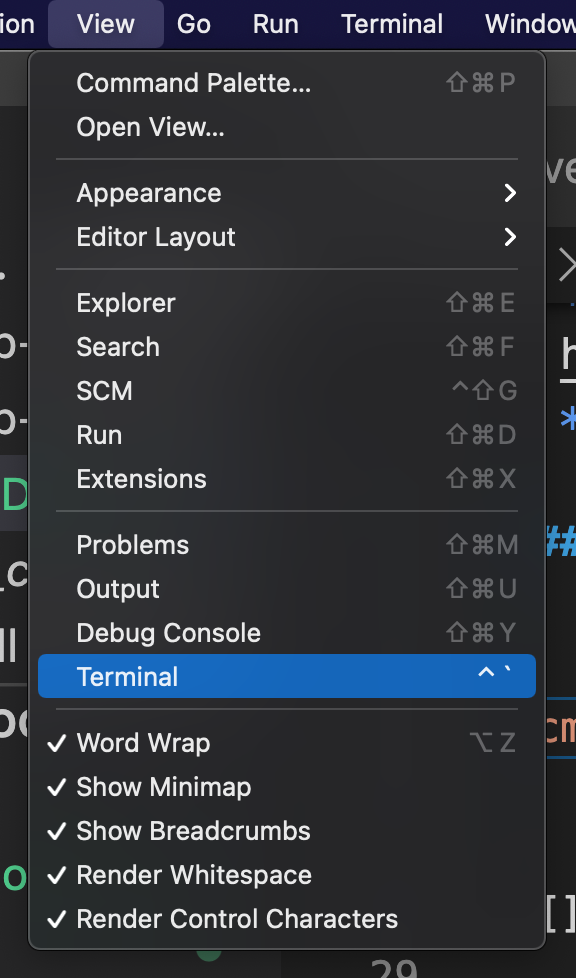 ion View Go Run Terminal Window
Command Palette... ⇧⌘P
Open View...
Appearance
Editor Layout
Explorer ⇧⌘E
Search ⇧⌘F
SCM ^⇧G
Run ⇧⌘D
Extensions ⇧⌘X
Problems ⇧⌘M
Output ⇧⌘U
Debug Console ⇧⌘Y
Terminal ^`
✓ Word Wrap ⌥Z
✓ Show Minimap
✓ Show Breadcrumbs
✓ Render Whitespace
✓ Render Control Characters
29